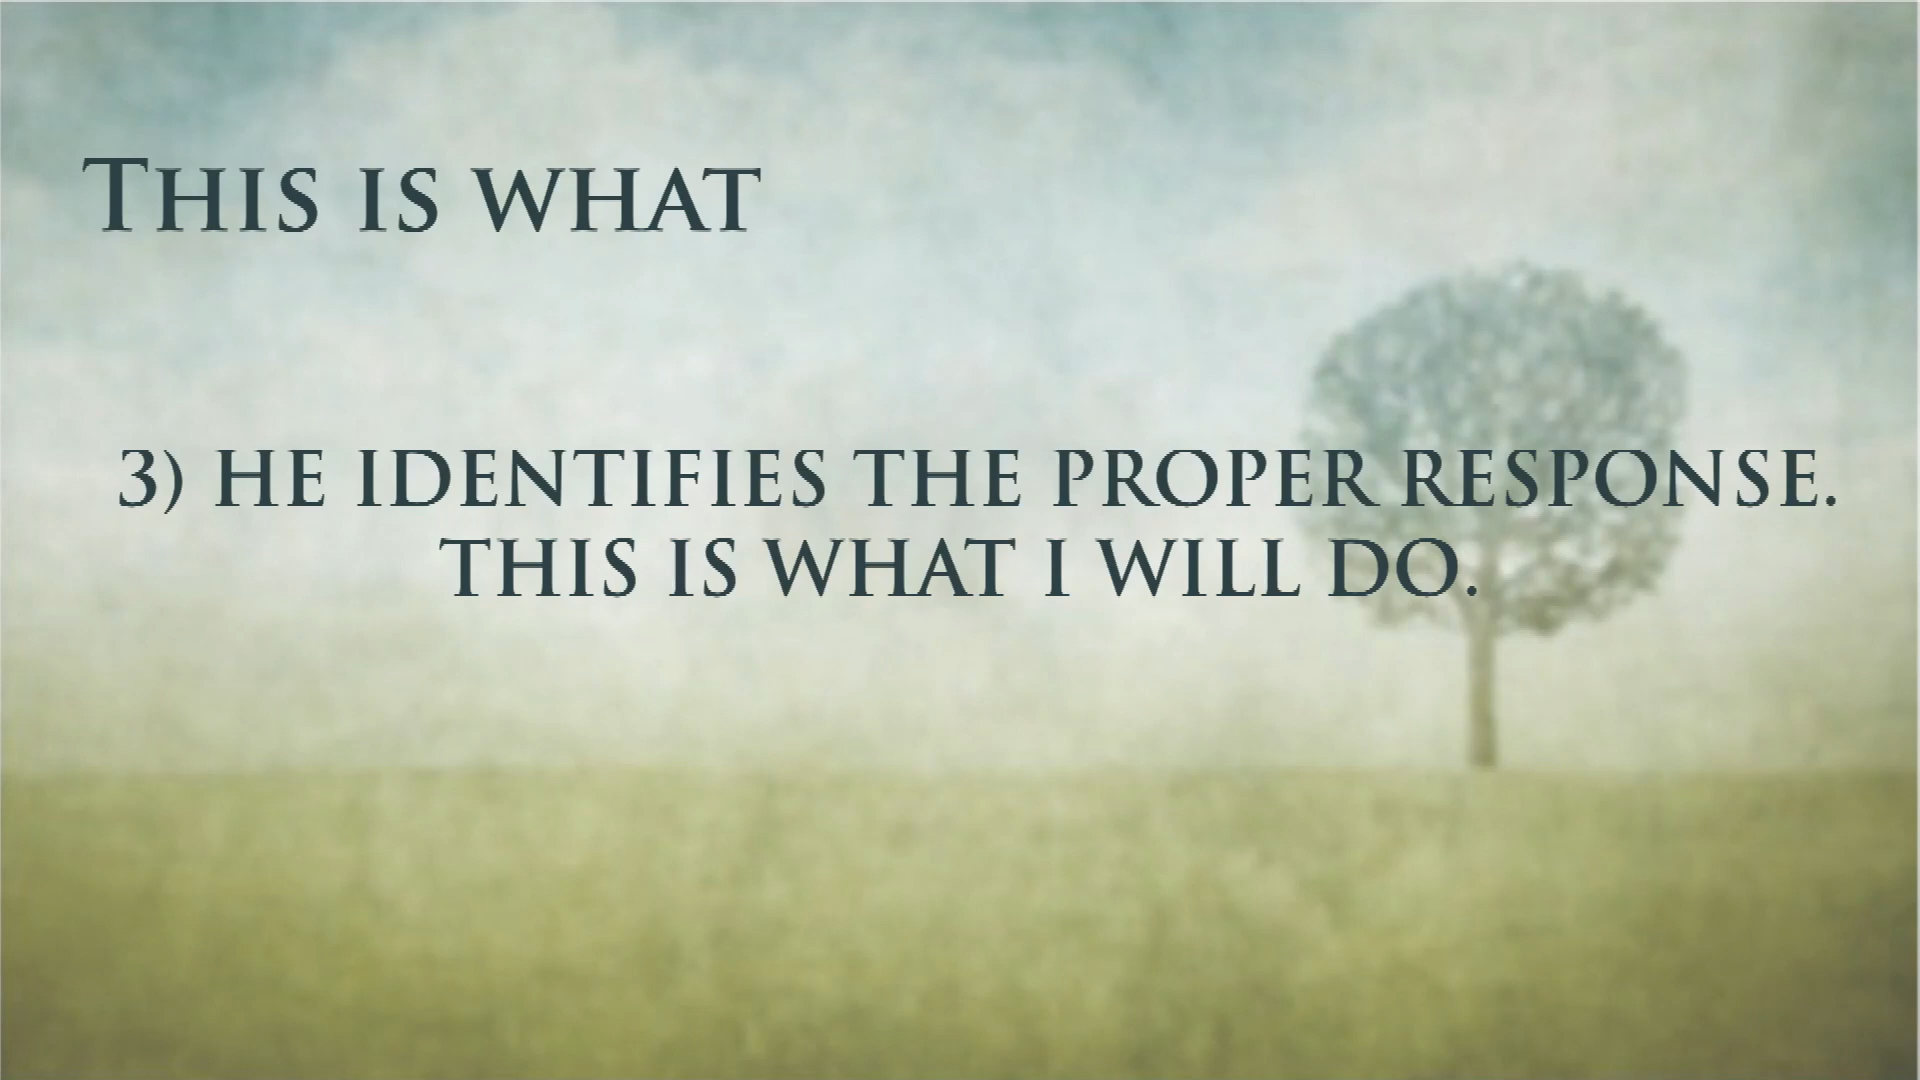 This is what
3) HE IDENTIFIES THE PROPER RESPONSE.
THIS IS WHAT I WILL DO.